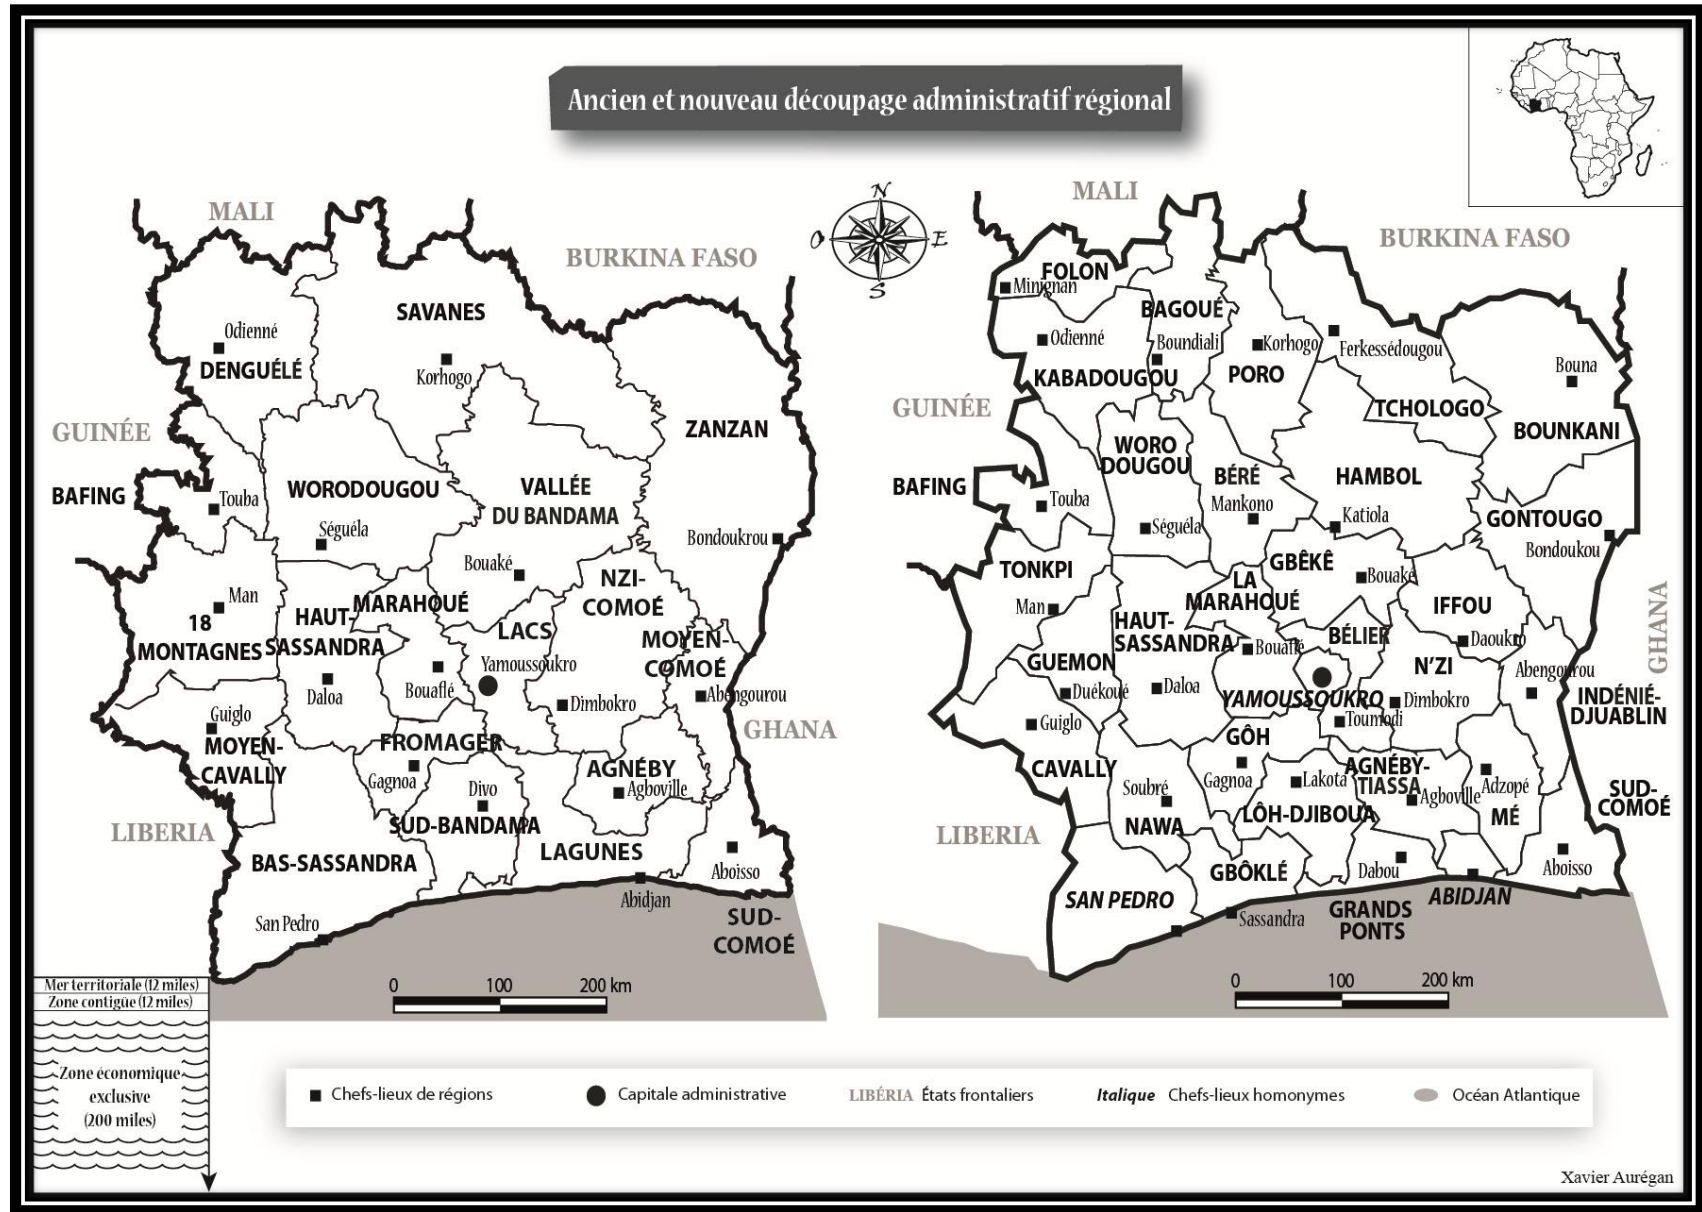 Ancien et nouveau découpage administratif régional
MALI
BURKINA FASO
GUINÉE
LIBERIA
GHANA
N
O
E
S
Odienné
DENGUÉLÉ
SAVANES
Korhogo
ZANZAN
BAFING
Touba
WORODOUGOU
Séguéla
VALLÉE
DU BANDAMA
Bouaké
Bondoukrou
NZI-
COMOÉ
Man
18
MONTAGNES
HAUT-
SASSANDRA
Daloa
MARAHOUÉ
Bouaflé
LACS
Yamoussoukro
Dimbokro
MOYEN-
COMOÉ
Abengourou
Guiglo
MOYEN-
CAVALLY
FROMAGER
Gagnoa
Divo
SUD-BANDAMA
AGNÉBY
Agboville
LAGUNES
Abidjan
BAS-SASSANDRA
San Pedro
Aboisso
SUD-
COMOÉ
0 100 200 km
Mer territoriale (12 miles)
Zone contigüe (12 miles)
Zone économique
exclusive
(200 miles)
MALI
BURKINA FASO
GUINÉE
LIBERIA
GHANA
FOLON
Minignan
Odienné
KABADOUGOU
BAGOUÉ
Boundiali
Korhogo
PORO
Ferkessédougou
TCHOLOGO
Bouna
BOUNKANI
BAFING
Touba
WORO
DOUGOU
Séguéla
BÉRÉ
Mankono
HAMBOL
Katiola
GONTOUGO
Bondoukou
TONKPI
Man
GBÊKÊ
Bouaké
LA
MARAHOUÉ
Bouaflé
HAUT-
SASSANDRA
Daloa
IFFOU
Daoukro
BÉLIER
N'ZI
Dimbokro
YAMOUSSOUKRO
Toumodi
Abengourou
INDÉNIÉ-
DJUABLIN
GUEMON
Duékoué
Guiglo
CAVALLY
GÔH
Gagnoa
Soubré
NAWA
Lakota
LÔH-DJIBOUA
AGNÉBY-
TIASSA
Agboville
Adzopé
MÉ
SUD-
COMOÉ
Aboisso
SAN PEDRO
GBÔKLÉ
Sassandra
Dabou
GRANDS
PONTS
ABIDJAN
0 100 200 km
Chefs-lieux de régions
Capitale administrative
LIBÉRIA États frontaliers
Italique Chefs-lieux homonymes
Océan Atlantique
Xavier Aurégan